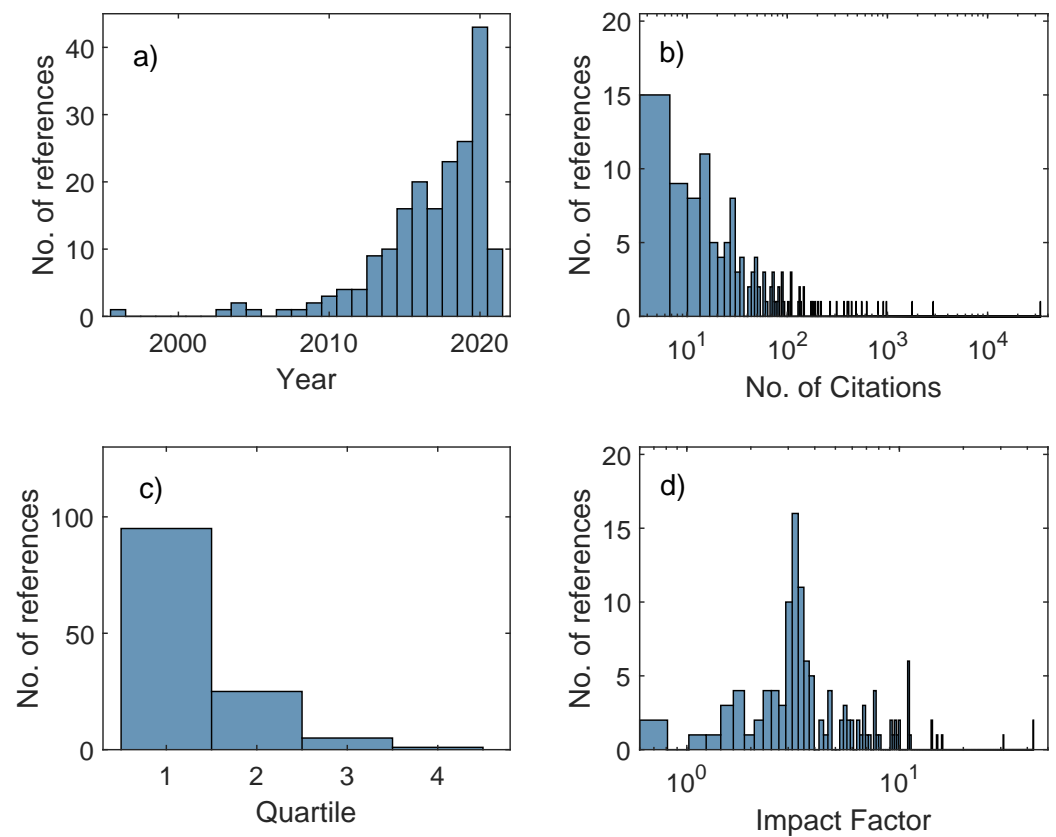 a)
No. of references
0
10
20
30
40
2000
2010
2020
Year
b)
No. of references
0
5
10
15
20
10^1
10^2
10^3
10^4
No. of Citations
c)
No. of references
0
50
100
1
2
3
4
Quartile
d)
No. of references
0
5
10
15
20
10^0
10^1
Impact Factor